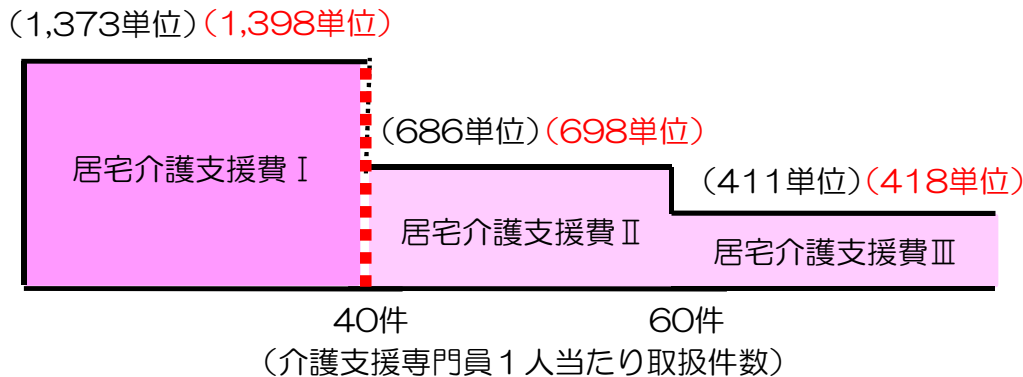 （1,373単位）（1,398単位）
（686単位）（698単位）
居宅介護支援費Ⅰ
（411単位）（418単位）
居宅介護支援費Ⅱ
居宅介護支援費Ⅲ
40件
60件
（介護支援専門員１人当たり取扱件数）